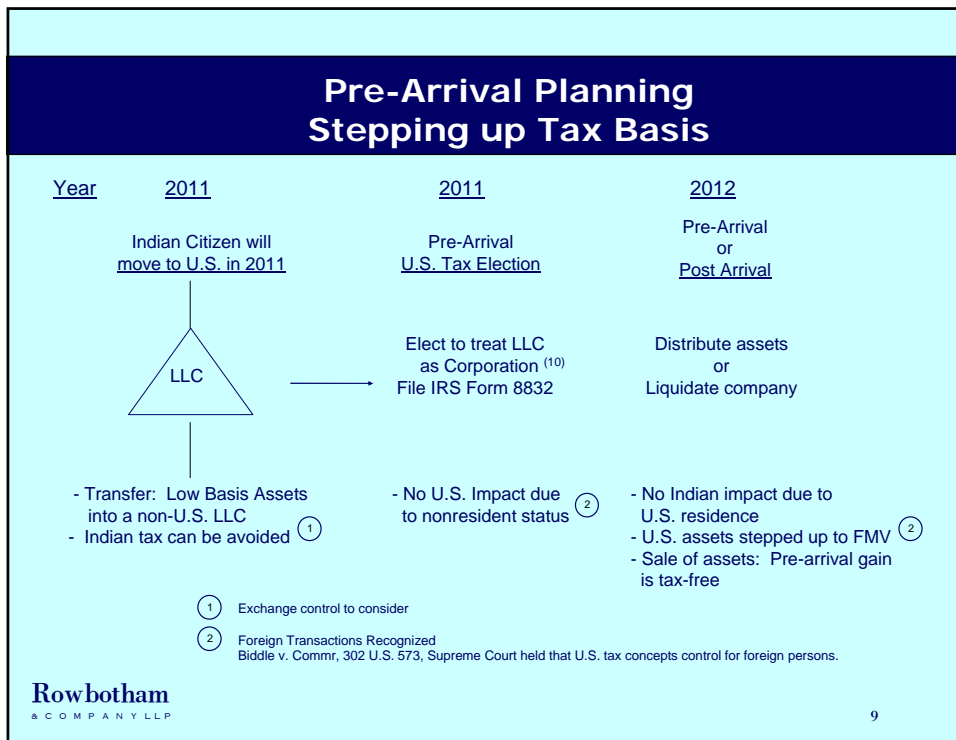 Pre-Arrival Planning
Stepping up Tax Basis
Year 2011 2011 2012
Indian Citizen will
move to U.S. in 2011
Pre-Arrival
U.S. Tax Election
Pre-Arrival
or
Post Arrival
LLC
Elect to treat LLC
as Corporation (10)
File IRS Form 8832
Distribute assets
or
Liquidate company
- Transfer: Low Basis Assets
into a non-U.S. LLC
- Indian tax can be avoided 1
- No U.S. Impact due
to nonresident status 2
- No Indian impact due to
U.S. residence
- U.S. assets stepped up to FMV 2
- Sale of assets: Pre-arrival gain
is tax-free
1 Exchange control to consider
2 Foreign Transactions Recognized
Biddle v. Commr, 302 U.S. 573, Supreme Court held that U.S. tax concepts control for foreign persons.
Rowbotham
& COMPANY LLP
9